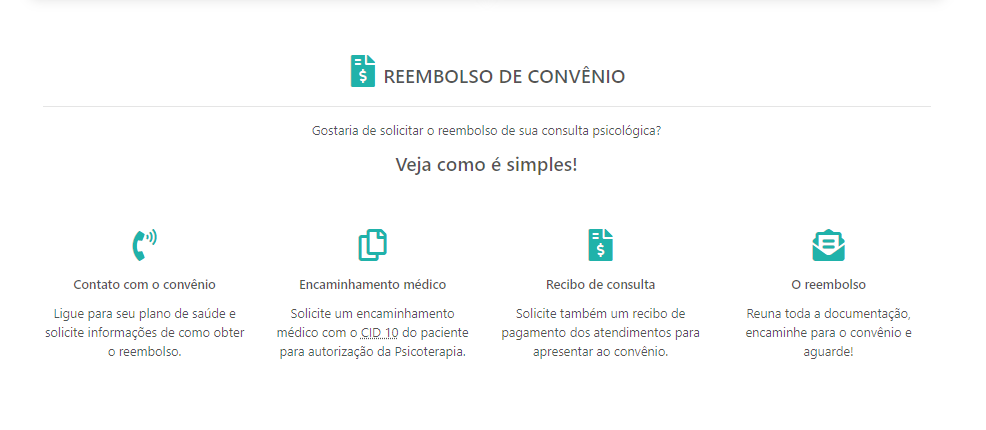 REEMBOLSO DE CONVÊNIO
Gostaria de solicitar o reembolso de sua consulta psicológica?
Veja como é simples!
Contato com o convênio
Ligue para seu plano de saúde e
solicite informações de como obter
o reembolso.
Encaminhamento médico
Solicite um encaminhamento
médico com o CID 10 do paciente
para autorização da Psicoterapia.
Recibo de consulta
Solicite também um recibo de
pagamento dos atendimentos para
apresentar ao convênio.
O reembolso
Reuna toda a documentação,
encaminhe para o convênio e
aguarde!